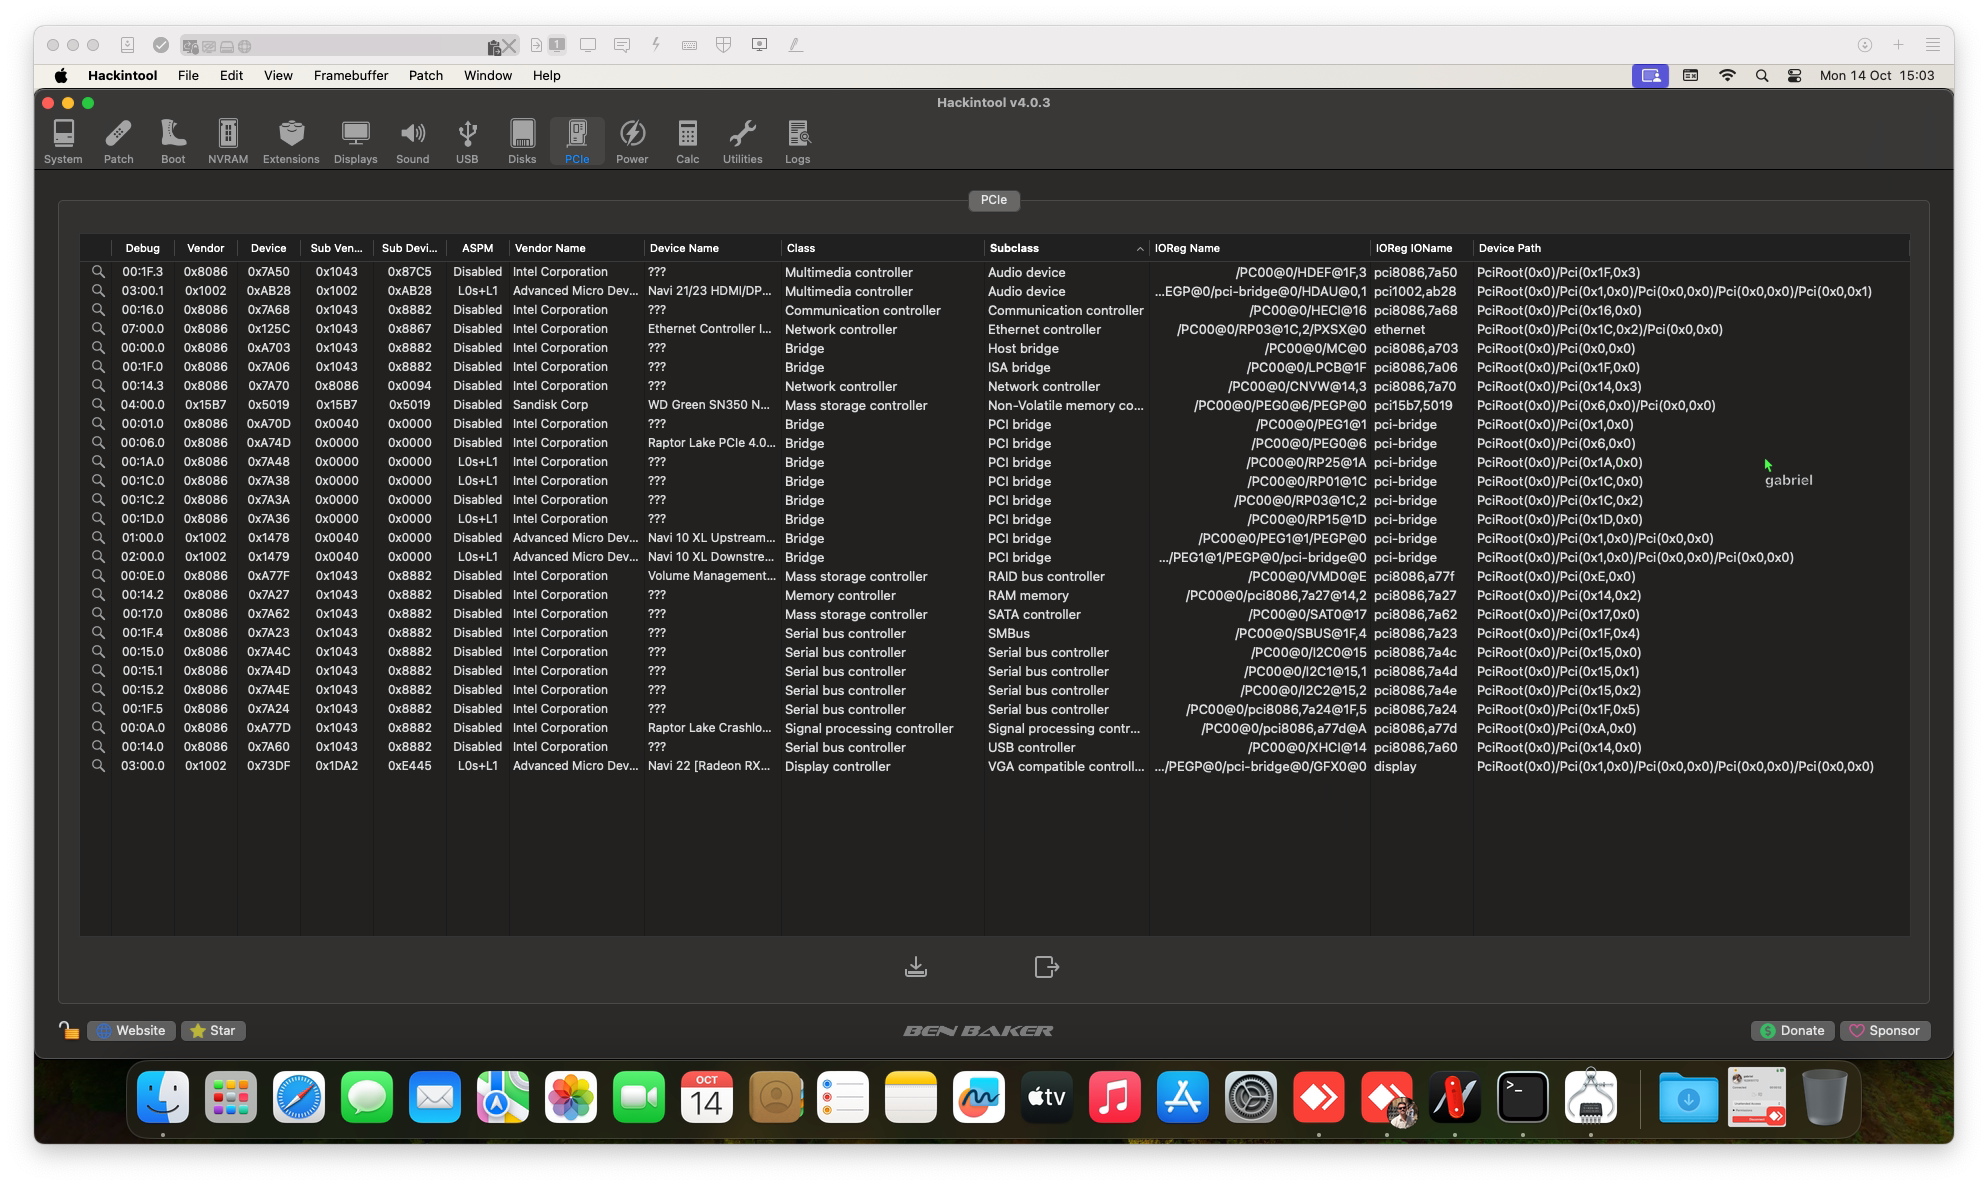 1
Hackintool File Edit View Framebuffer Patch Window Help Mon 14 Oct 15:03
Hackintool v4.0.3
System Patch Boot NVRAM Extensions Displays Sound USB Disks PCIe Power Calc Utilities Logs
PCIe
Debug Vendor Device Sub Ven... Sub Devi... ASPM Vendor Name Device Name Class Subclass IOReg Name IOReg IOName Device Path
00:1F.3 0x8086 0x7A50 0x1043 0x87C5 Disabled Intel Corporation ??? Multimedia controller Audio device /PC00@0/HDEF@1F,3 pci8086,7a50 PciRoot(0x0)/Pci(0x1F,0x3)
03:00.1 0x1002 0xAB28 0x1002 0xAB28 L0s+L1 Advanced Micro Dev... Navi 21/23 HDMI/DP... Multimedia controller Audio device ...EGP@0/pci-bridge@0/HDAU@0,1 pci1002,ab28 PciRoot(0x0)/Pci(0x1,0x0)/Pci(0x0,0x0)/Pci(0x0,0x0)/Pci(0x0,0x1)
00:16.0 0x8086 0x7A68 0x1043 0x8882 Disabled Intel Corporation ??? Communication controller Communication controller /PC00@0/HECI@16 pci8086,7a68 PciRoot(0x0)/Pci(0x16,0x0)
07:00.0 0x8086 0x125C 0x1043 0x8867 Disabled Intel Corporation Ethernet Controller I... Network controller Ethernet controller /PC00@0/RP03@1C,2/PXSX@0 ethernet PciRoot(0x0)/Pci(0x1C,0x2)/Pci(0x0,0x0)
00:00.0 0x8086 0xA703 0x1043 0x8882 Disabled Intel Corporation ??? Bridge Host bridge /PC00@0/MC@0 pci8086,a703 PciRoot(0x0)/Pci(0x0,0x0)
00:1F.0 0x8086 0x7A06 0x1043 0x8882 Disabled Intel Corporation ??? Bridge ISA bridge /PC00@0/LPCB@1F pci8086,7a06 PciRoot(0x0)/Pci(0x1F,0x0)
00:14.3 0x8086 0x7A70 0x8086 0x0094 Disabled Intel Corporation ??? Network controller Network controller /PC00@0/CNVW@14,3 pci8086,7a70 PciRoot(0x0)/Pci(0x14,0x3)
04:00.0 0x15B7 0x5019 0x15B7 0x5019 Disabled Sandisk Corp WD Green SN350 N... Mass storage controller Non-Volatile memory co... /PC00@0/PEG0@6/PEGP@0 pci15b7,5019 PciRoot(0x0)/Pci(0x6,0x0)/Pci(0x0,0x0)
00:01.0 0x8086 0xA70D 0x0040 0x0000 Disabled Intel Corporation ??? Bridge PCI bridge /PC00@0/PEG1@1 pci-bridge PciRoot(0x0)/Pci(0x1,0x0)
00:06.0 0x8086 0xA74D 0x0000 0x0000 Disabled Intel Corporation Raptor Lake PCIe 4.0... Bridge PCI bridge /PC00@0/PEG0@6 pci-bridge PciRoot(0x0)/Pci(0x6,0x0)
00:1A.0 0x8086 0x7A48 0x0000 0x0000 L0s+L1 Intel Corporation ??? Bridge PCI bridge /PC00@0/RP25@1A pci-bridge PciRoot(0x0)/Pci(0x1A,0x0)
00:1C.0 0x8086 0x7A38 0x0000 0x0000 L0s+L1 Intel Corporation ??? Bridge PCI bridge /PC00@0/RP01@1C pci-bridge PciRoot(0x0)/Pci(0x1C,0x0)
gabriel
00:1C.2 0x8086 0x7A3A 0x0000 0x0000 Disabled Intel Corporation ??? Bridge PCI bridge /PC00@0/RP03@1C,2 pci-bridge PciRoot(0x0)/Pci(0x1C,0x2)
00:1D.0 0x8086 0x7A36 0x0000 0x0000 L0s+L1 Intel Corporation ??? Bridge PCI bridge /PC00@0/RP15@1D pci-bridge PciRoot(0x0)/Pci(0x1D,0x0)
01:00.0 0x1002 0x1478 0x0040 0x0000 Disabled Advanced Micro Dev... Navi 10 XL Upstream... Bridge PCI bridge /PC00@0/PEG1@1/PEGP@0 pci-bridge PciRoot(0x0)/Pci(0x1,0x0)/Pci(0x0,0x0)
02:00.0 0x1002 0x1479 0x0040 0x0000 L0s+L1 Advanced Micro Dev... Navi 10 XL Downstre... Bridge PCI bridge .../PEG1@1/PEGP@0/pci-bridge@0 pci-bridge PciRoot(0x0)/Pci(0x1,0x0)/Pci(0x0,0x0)/Pci(0x0,0x0)
00:0E.0 0x8086 0xA77F 0x1043 0x8882 Disabled Intel Corporation Volume Management... Mass storage controller RAID bus controller /PC00@0/VMD0@E pci8086,a77f PciRoot(0x0)/Pci(0xE,0x0)
00:14.2 0x8086 0x7A27 0x1043 0x8882 Disabled Intel Corporation ??? Memory controller RAM memory /PC00@0/pci8086,7a27@14,2 pci8086,7a27 PciRoot(0x0)/Pci(0x14,0x2)
00:17.0 0x8086 0x7A62 0x1043 0x8882 Disabled Intel Corporation ??? Mass storage controller SATA controller /PC00@0/SAT0@17 pci8086,7a62 PciRoot(0x0)/Pci(0x17,0x0)
00:1F.4 0x8086 0x7A23 0x1043 0x8882 Disabled Intel Corporation ??? Serial bus controller SMBus /PC00@0/SBUS@1F,4 pci8086,7a23 PciRoot(0x0)/Pci(0x1F,0x4)
00:15.0 0x8086 0x7A4C 0x1043 0x8882 Disabled Intel Corporation ??? Serial bus controller Serial bus controller /PC00@0/I2C0@15 pci8086,7a4c PciRoot(0x0)/Pci(0x15,0x0)
00:15.1 0x8086 0x7A4D 0x1043 0x8882 Disabled Intel Corporation ??? Serial bus controller Serial bus controller /PC00@0/I2C1@15,1 pci8086,7a4d PciRoot(0x0)/Pci(0x15,0x1)
00:15.2 0x8086 0x7A4E 0x1043 0x8882 Disabled Intel Corporation ??? Serial bus controller Serial bus controller /PC00@0/I2C2@15,2 pci8086,7a4e PciRoot(0x0)/Pci(0x15,0x2)
00:1F.5 0x8086 0x7A24 0x1043 0x8882 Disabled Intel Corporation ??? Serial bus controller Serial bus controller /PC00@0/pci8086,7a24@1F,5 pci8086,7a24 PciRoot(0x0)/Pci(0x1F,0x5)
00:0A.0 0x8086 0xA77D 0x1043 0x8882 Disabled Intel Corporation Raptor Lake Crashlo... Signal processing controller Signal processing contr... /PC00@0/pci8086,a77d@A pci8086,a77d PciRoot(0x0)/Pci(0xA,0x0)
00:14.0 0x8086 0x7A60 0x1043 0x8882 Disabled Intel Corporation ??? Serial bus controller USB controller /PC00@0/XHCI@14 pci8086,7a60 PciRoot(0x0)/Pci(0x14,0x0)
03:00.0 0x1002 0x73DF 0x1DA2 0xE445 L0s+L1 Advanced Micro Dev... Navi 22 [Radeon RX... Display controller VGA compatible controll... .../PEGP@0/pci-bridge@0/GFX0@0 display PciRoot(0x0)/Pci(0x1,0x0)/Pci(0x0,0x0)/Pci(0x0,0x0)/Pci(0x0,0x0)
Website Star BEN BAKER Donate Sponsor
OCT
14
tv